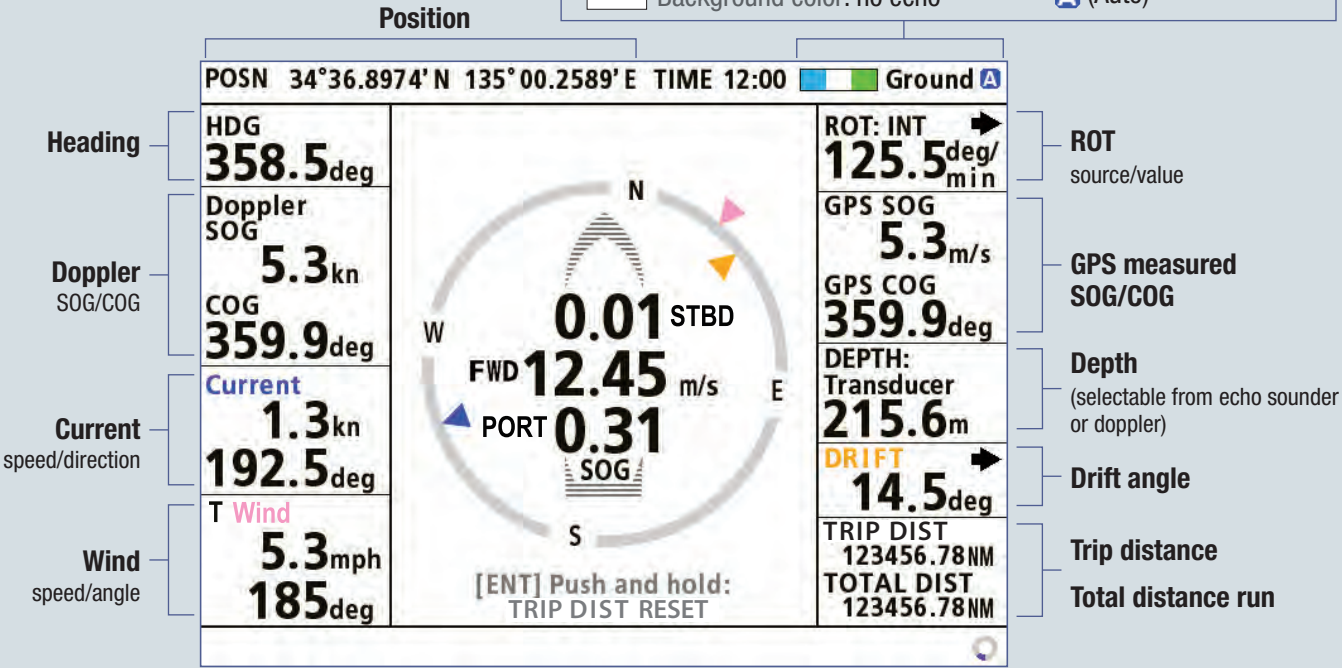 Background color: no echo
A (Auto)
Position
POSN 34°36.8974' N 135°00.2589' E TIME 12:00 Ground A
Heading
HDG
358.5deg
Doppler
SOG/COG
Doppler
SOG
5.3kn
COG
359.9deg
Current
speed/direction
Current
1.3kn
192.5deg
Wind
speed/angle
T Wind
5.3mph
185deg
N
W
E
S
0.01 STBD
FWD 12.45 m/s
PORT 0.31
SOG
[ENT] Push and hold:
TRIP DIST RESET
ROT: INT
125.5deg/
min
ROT
source/value
GPS SOG
5.3m/s
GPS COG
359.9deg
GPS measured
SOG/COG
DEPTH:
Transducer
215.6m
Depth
(selectable from echo sounder
or doppler)
DRIFT
14.5deg
Drift angle
TRIP DIST
123456.78NM
TOTAL DIST
123456.78NM
Trip distance
Total distance run